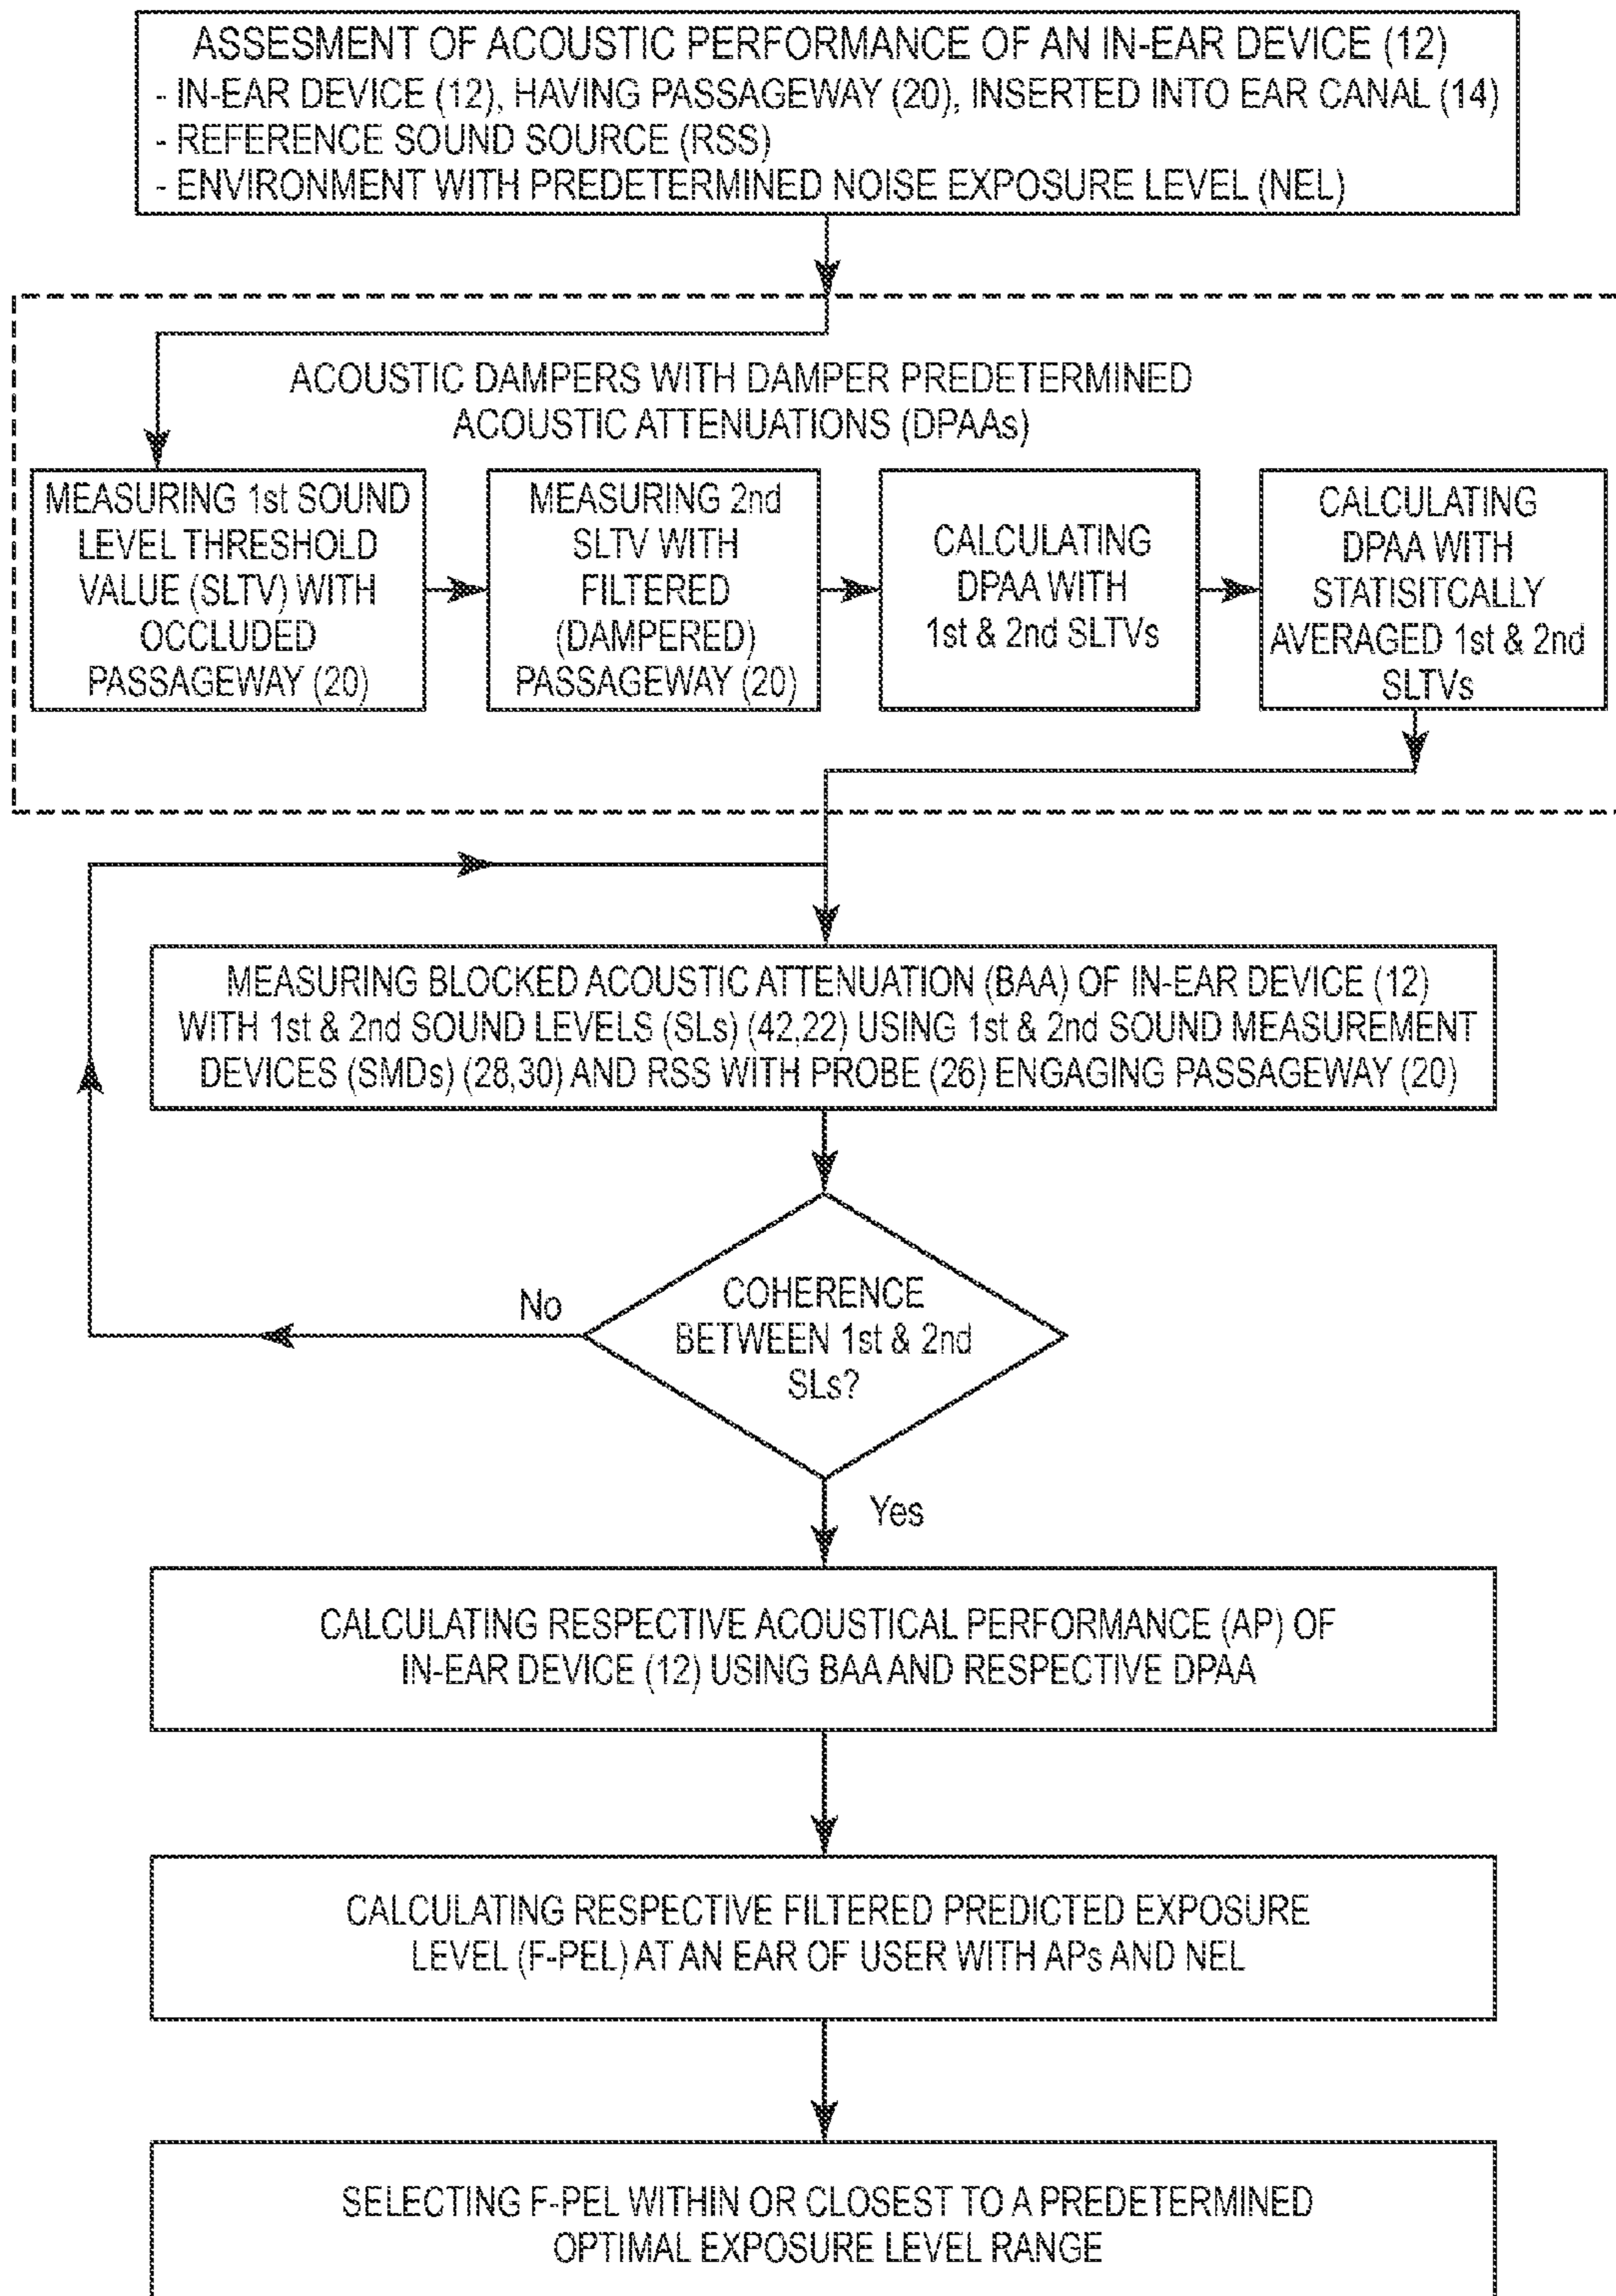 ASSESMENT OF ACOUSTIC PERFORMANCE OF AN IN-EAR DEVICE (12)
- IN-EAR DEVICE (12), HAVING PASSAGEWAY (20), INSERTED INTO EAR CANAL (14)
- REFERENCE SOUND SOURCE (RSS)
- ENVIRONMENT WITH PREDETERMINED NOISE EXPOSURE LEVEL (NEL)
ACOUSTIC DAMPERS WITH DAMPER PREDETERMINED
ACOUSTIC ATTENUATIONS (DPAAs)
MEASURING 1st SOUND
LEVEL THRESHOLD
VALUE (SLTV) WITH
OCCLUDED
PASSAGEWAY (20)
MEASURING 2nd
SLTV WITH
FILTERED
(DAMPERED)
PASSAGEWAY (20)
CALCULATING
DPAA WITH
1st & 2nd SLTVs
CALCULATING
DPAA WITH
STATISITCALLY
AVERAGED 1st & 2nd
SLTVs
MEASURING BLOCKED ACOUSTIC ATTENUATION (BAA) OF IN-EAR DEVICE (12)
WITH 1st & 2nd SOUND LEVELS (SLs) (42,22) USING 1st & 2nd SOUND MEASUREMENT
DEVICES (SMDs) (28,30) AND RSS WITH PROBE (26) ENGAGING PASSAGEWAY (20)
COHERENCE
BETWEEN 1st & 2nd
SLs?
No
Yes
CALCULATING RESPECTIVE ACOUSTICAL PERFORMANCE (AP) OF
IN-EAR DEVICE (12) USING BAA AND RESPECTIVE DPAA
CALCULATING RESPECTIVE FILTERED PREDICTED EXPOSURE
LEVEL (F-PEL) AT AN EAR OF USER WITH APs AND NEL
SELECTING F-PEL WITHIN OR CLOSEST TO A PREDETERMINED
OPTIMAL EXPOSURE LEVEL RANGE